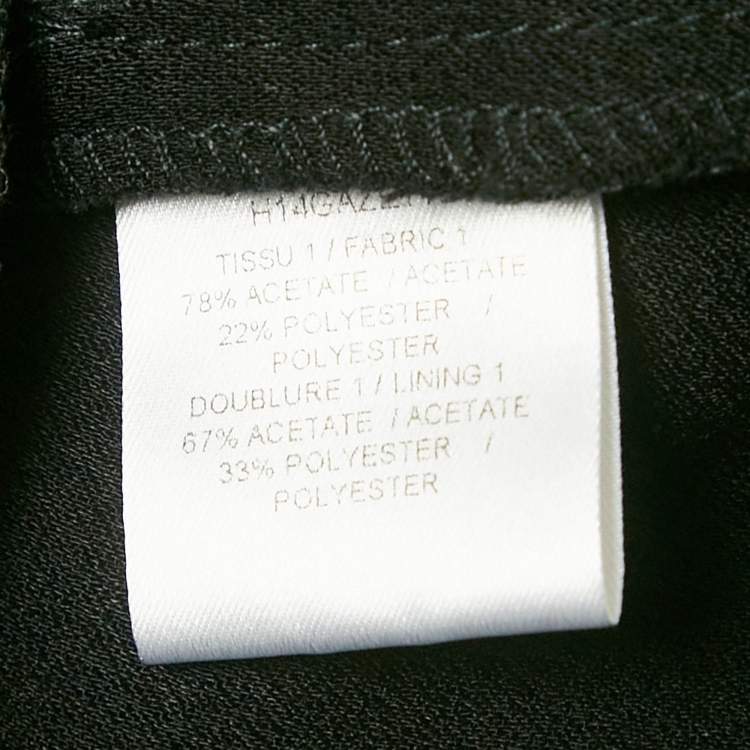 TISSU 1 / FABRIC 1
78% ACETATE / ACETATE
22% POLYESTER /
POLYESTER
DOUBLURE 1 / LINING 1
67% ACETATE / ACETATE
33% POLYESTER /
POLYESTER